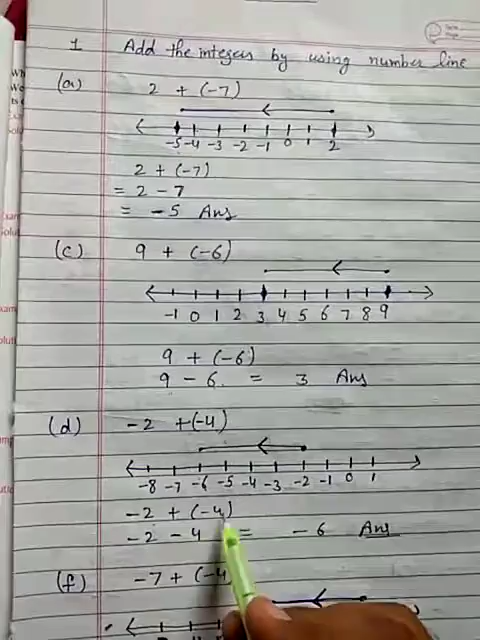 1 Add the integers by using number line
(a) 2 + (-7)
-5 -4 -3 -2 -1 0 1 2
2 + (-7)
= 2 - 7
= -5 Ans
(c) 9 + (-6)
-1 0 1 2 3 4 5 6 7 8 9
9 + (-6)
9 - 6. = 3 Ans
(d) -2 +(-4)
-8 -7 -6 -5 -4 -3 -2 -1 0 1
-2 + (-4)
-2 - 4 = -6 Ans
(f) -7 + (-4